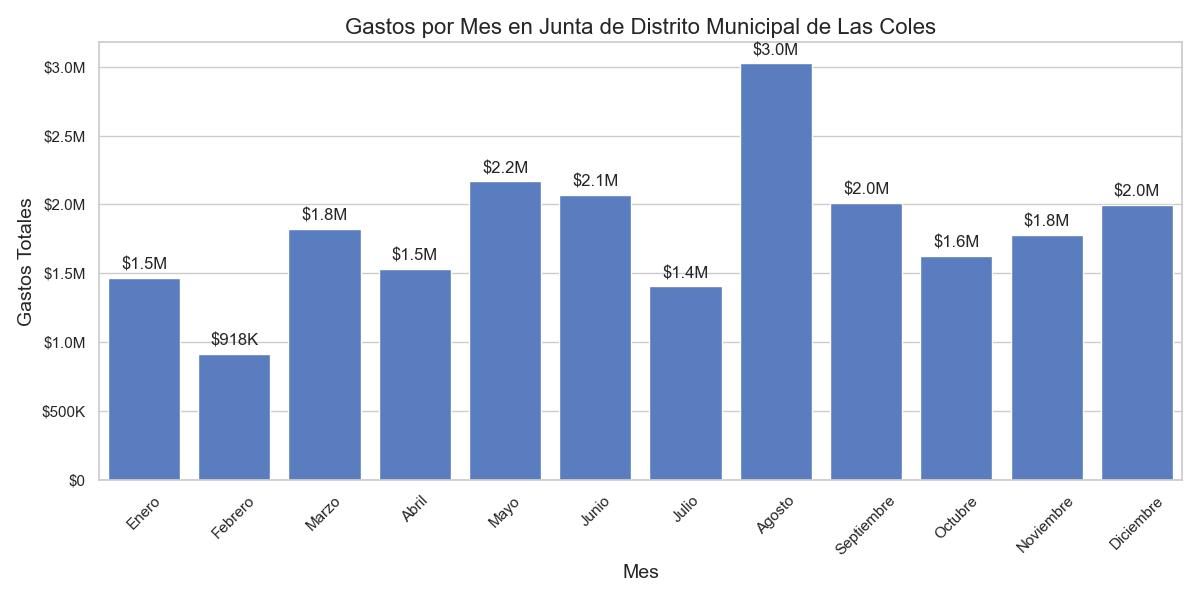 Gastos por Mes en Junta de Distrito Municipal de Las Coles
Gastos Totales
$3.0M
$2.5M
$2.0M
$1.5M
$1.0M
$500K
$0
$1.5M
$918K
$1.8M
$1.5M
$2.2M
$2.1M
$1.4M
$3.0M
$2.0M
$1.6M
$1.8M
$2.0M
Enero
Febrero
Marzo
Abril
Mayo
Junio
Julio
Agosto
Septiembre
Octubre
Noviembre
Diciembre
Mes